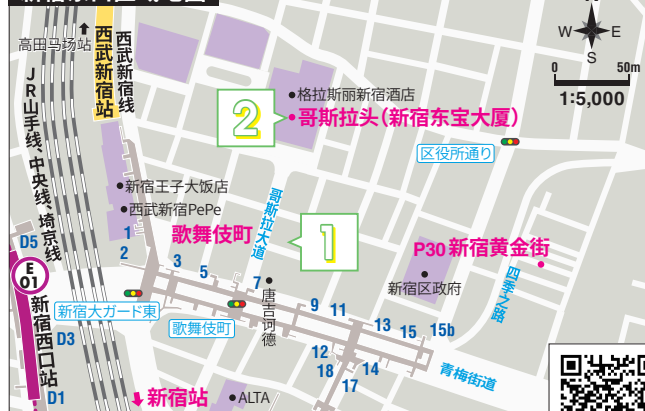 高田马场站
西武新宿站
西武新宿线
JR山手线、中央线、埼京线
W
E
S
0
50m
1:5,000
格拉斯丽新宿酒店
2
哥斯拉头（新宿东宝大厦）
区役所通り
新宿王子大饭店
西武新宿PePe
哥斯拉大道
歌舞伎町
1
P30 新宿黄金街
新宿区政府
四季之路
D5
E
01
新宿西口站
D3
D1
1
2
3
5
7
唐吉诃德
9
11
13
15
15b
12
18
17
14
新宿大ガード東
歌舞伎町
青梅街道
新宿站
ALTA